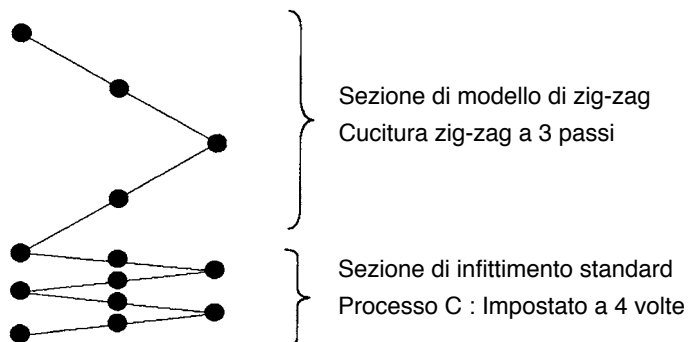 Sezione di modello di zig-zag
Cucitura zig-zag a 3 passi
Sezione di infittimento standard
Processo C : Impostato a 4 volte